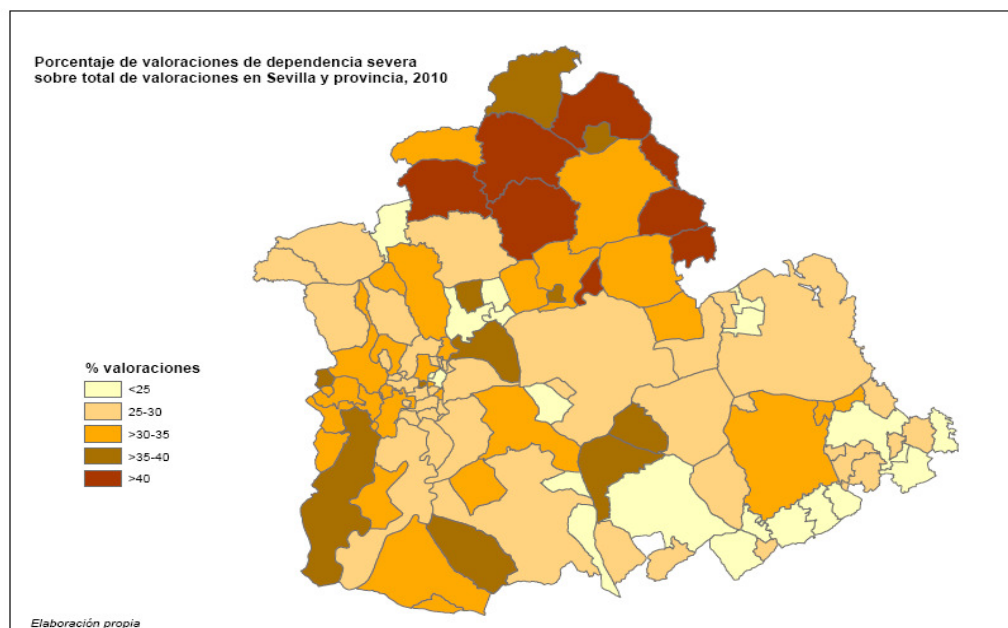 Porcentaje de valoraciones de dependencia severa
sobre total de valoraciones en Sevilla y provincia, 2010
% valoraciones
<25
25-30
>30-35
>35-40
>40
Elaboración propia